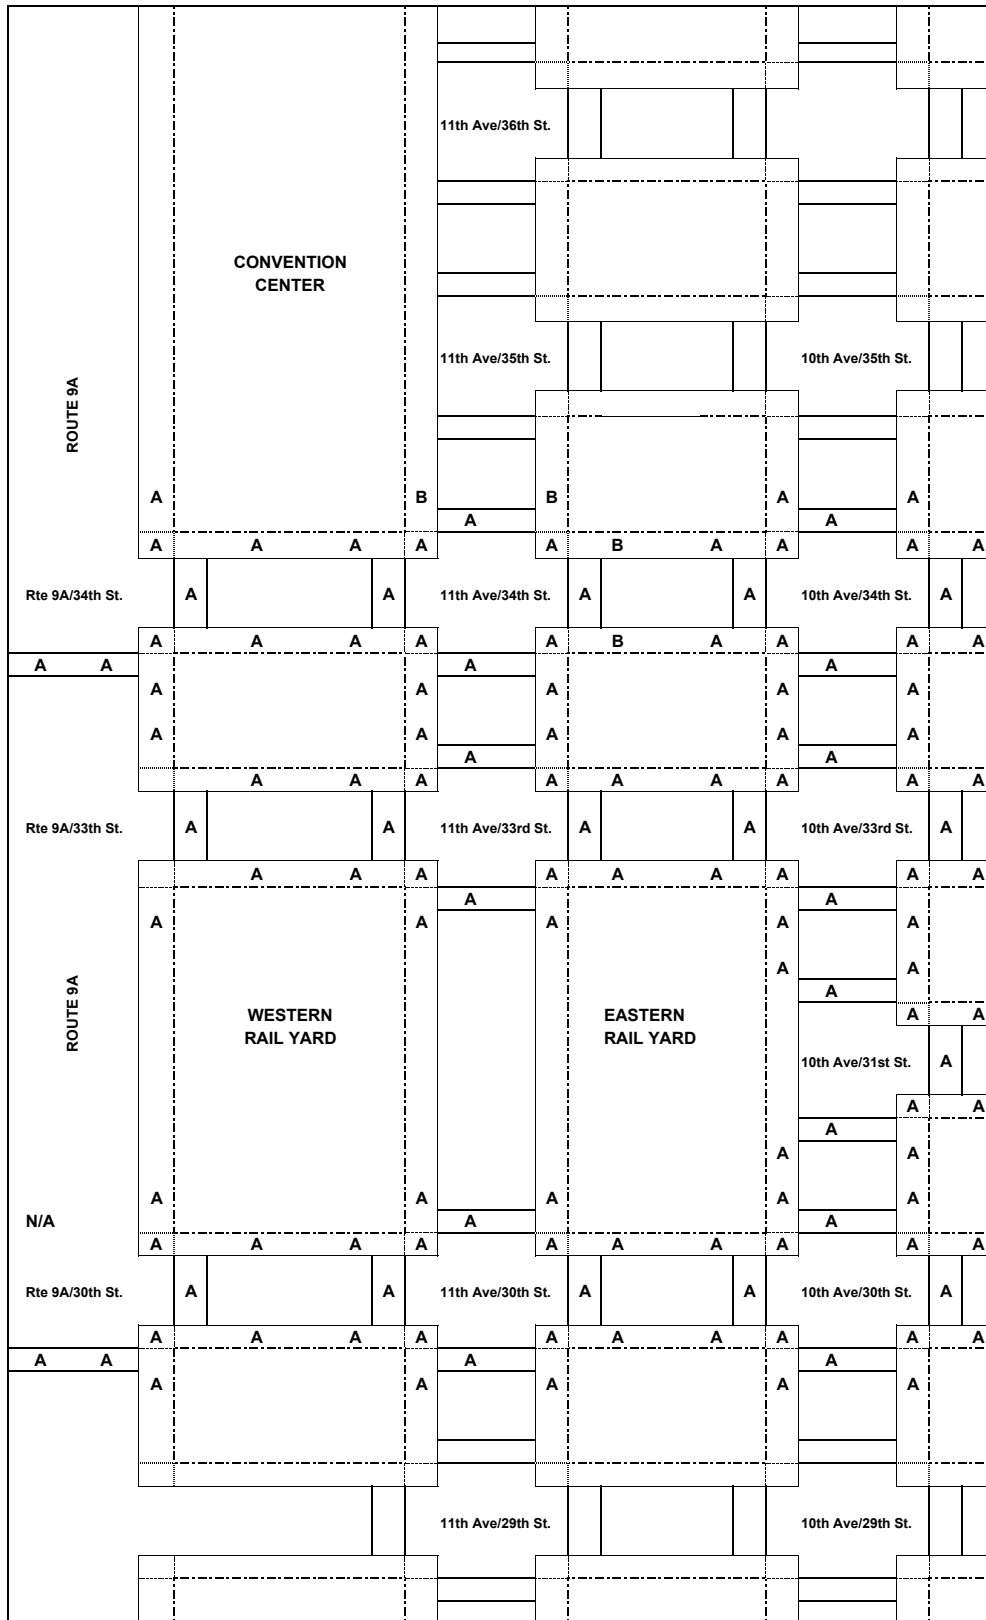 11th Ave/36th St.
CONVENTION
CENTER
11th Ave/35th St.
10th Ave/35th St.
ROUTE 9A
A B B A A
A A
A A A A A B A A A A
Rte 9A/34th St. A A 11th Ave/34th St. A A 10th Ave/34th St. A
A A A A A B A A A A
A A A A
A A A A A
A A A A A
A A
A A A A A A A A A
Rte 9A/33th St. A A 11th Ave/33rd St. A A 10th Ave/33rd St. A
A A A A A A A A A
A A
A A A A A
A A
A
ROUTE 9A
WESTERN
RAIL YARD
EASTERN
RAIL YARD
A A
10th Ave/31st St. A
A A
A
A A
A A A A A
N/A A A
A A A A A A A A A A
Rte 9A/30th St. A A 11th Ave/30th St. A A 10th Ave/30th St. A
A A A A A A A A A A
A A A A
A A A A A
11th Ave/29th St.
10th Ave/29th St.